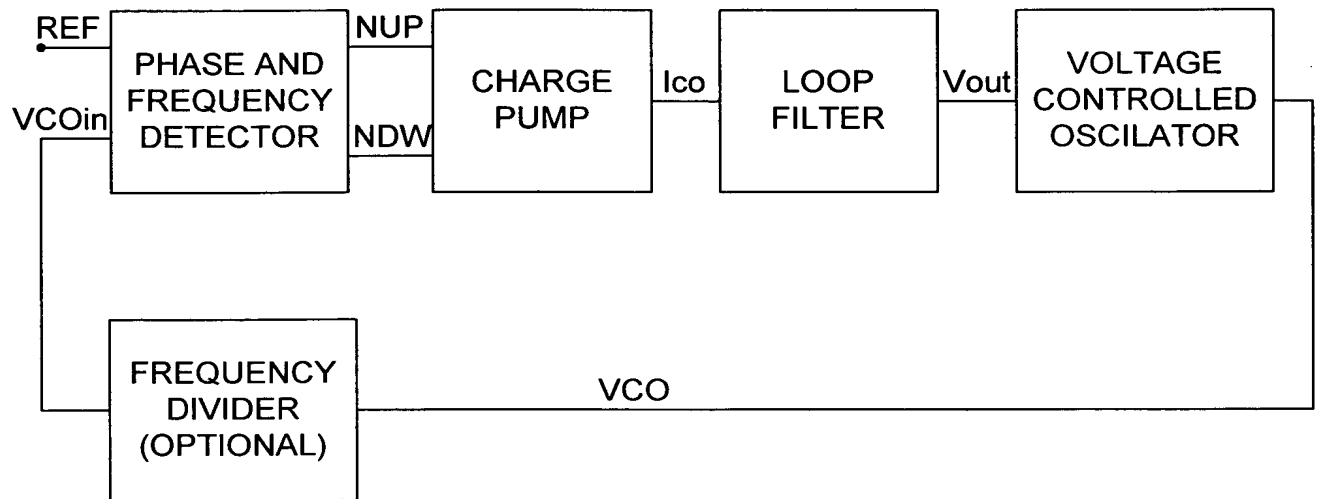 REF
VCOin
PHASE AND
FREQUENCY
DETECTOR
NUP
NDW
CHARGE
PUMP
Ico
LOOP
FILTER
Vout
VOLTAGE
CONTROLLED
OSCILATOR
FREQUENCY
DIVIDER
(OPTIONAL)
VCO